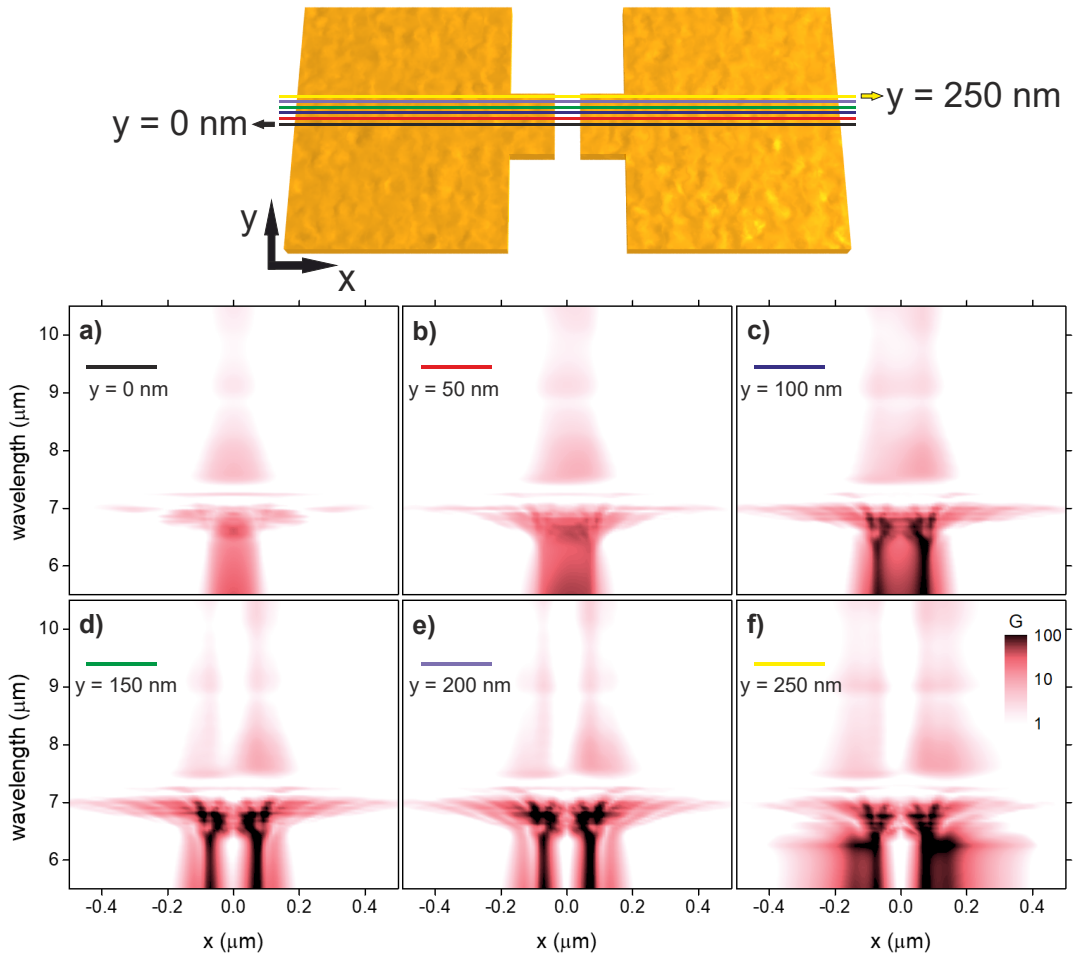 y = 0 nm
y = 250 nm
y
x
a)
y = 0 nm
b)
y = 50 nm
c)
y = 100 nm
10
9
8
7
6
wavelength (μm)
d)
y = 150 nm
e)
y = 200 nm
f)
y = 250 nm
G
100
10
1
10
9
8
7
6
wavelength (μm)
-0.4 -0.2 0.0 0.2 0.4
-0.4 -0.2 0.0 0.2 0.4
-0.4 -0.2 0.0 0.2 0.4
x (μm)
x (μm)
x (μm)